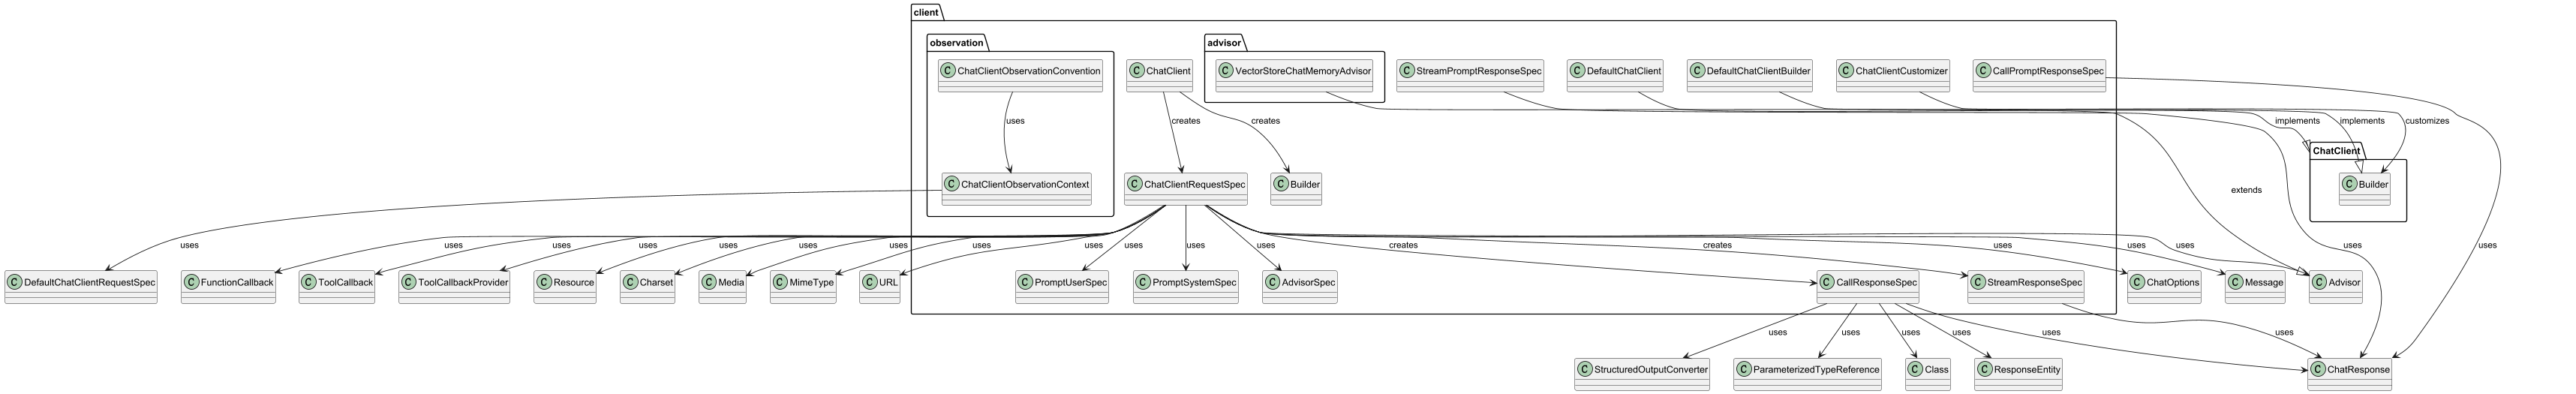 client
observation
advisor
C ChatClientObservationConvention
C ChatClient
C VectorStoreChatMemoryAdvisor
C StreamPromptResponseSpec
C DefaultChatClient
C DefaultChatClientBuilder
C ChatClientCustomizer
C CallPromptResponseSpec
uses
creates
creates
implements
implements
customizes
ChatClient
C ChatClientObservationContext
C ChatClientRequestSpec
C Builder
C Builder
extends
uses
uses
uses
uses
uses
uses
uses
uses
uses
uses
uses
uses
uses
creates
creates
uses
uses
uses
uses
uses
C DefaultChatClientRequestSpec
C FunctionCallback
C ToolCallback
C ToolCallbackProvider
C Resource
C Charset
C Media
C MimeType
C URL
C PromptUserSpec
C PromptSystemSpec
C AdvisorSpec
C CallResponseSpec
C StreamResponseSpec
C ChatOptions
C Message
C Advisor
uses
uses
uses
uses
uses
uses
C StructuredOutputConverter
C ParameterizedTypeReference
C Class
C ResponseEntity
C ChatResponse